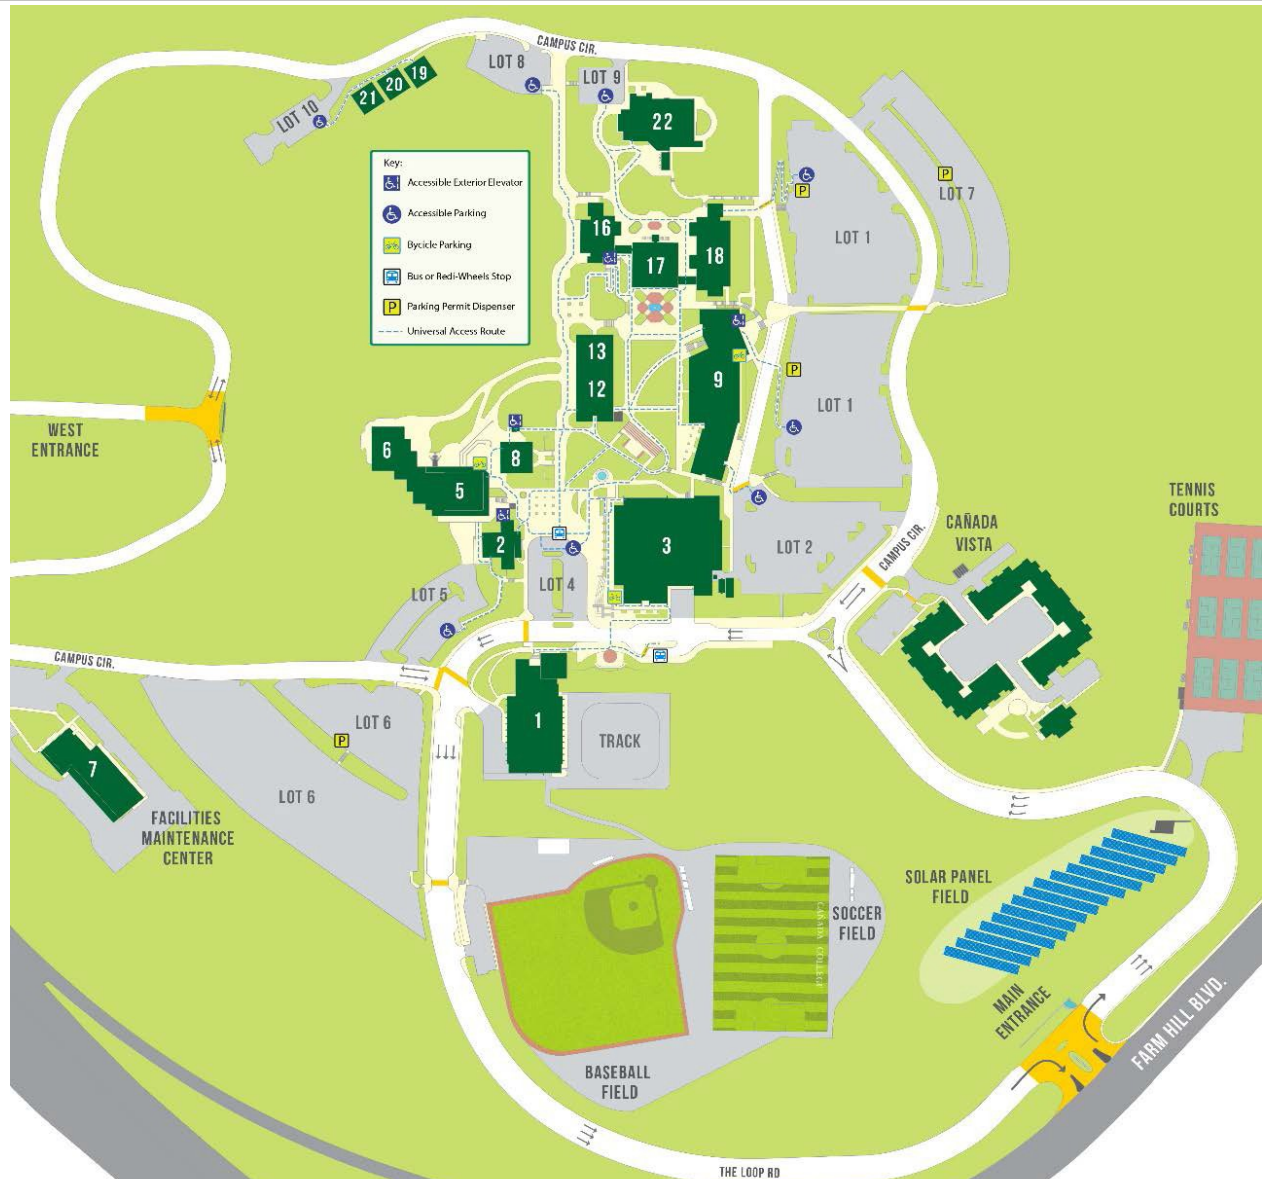 CAMPUS CIR.
LOT 8
LOT 9
19
20
21
LOT 10
22
LOT 7
P
P
Key:
Accessible Exterior Elevator
Accessible Parking
Bycicle Parking
Bus or Redi-Wheels Stop
P
Parking Permit Dispenser
Universal Access Route
16
17
18
LOT 1
13
12
9
P
LOT 1
WEST
ENTRANCE
6
8
5
2
3
LOT 2
LOT 4
LOT 5
CAMPUS CIR.
CAÑADA
VISTA
TENNIS
COURTS
CAMPUS CIR.
LOT 6
P
LOT 6
1
TRACK
7
FACILITIES
MAINTENANCE
CENTER
SOLAR PANEL
FIELD
CAÑADA COLLEGE
SOCCER
FIELD
MAIN
ENTRANCE
FARM HILL BLVD.
BASEBALL
FIELD
THE LOOP RD